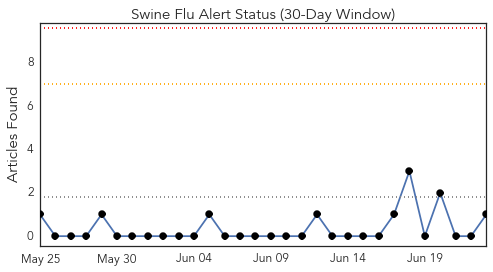 Swine Flu Alert Status (30-Day Window)
Articles Found
8
6
4
2
0
May 25
May 30
Jun 04
Jun 09
Jun 14
Jun 19